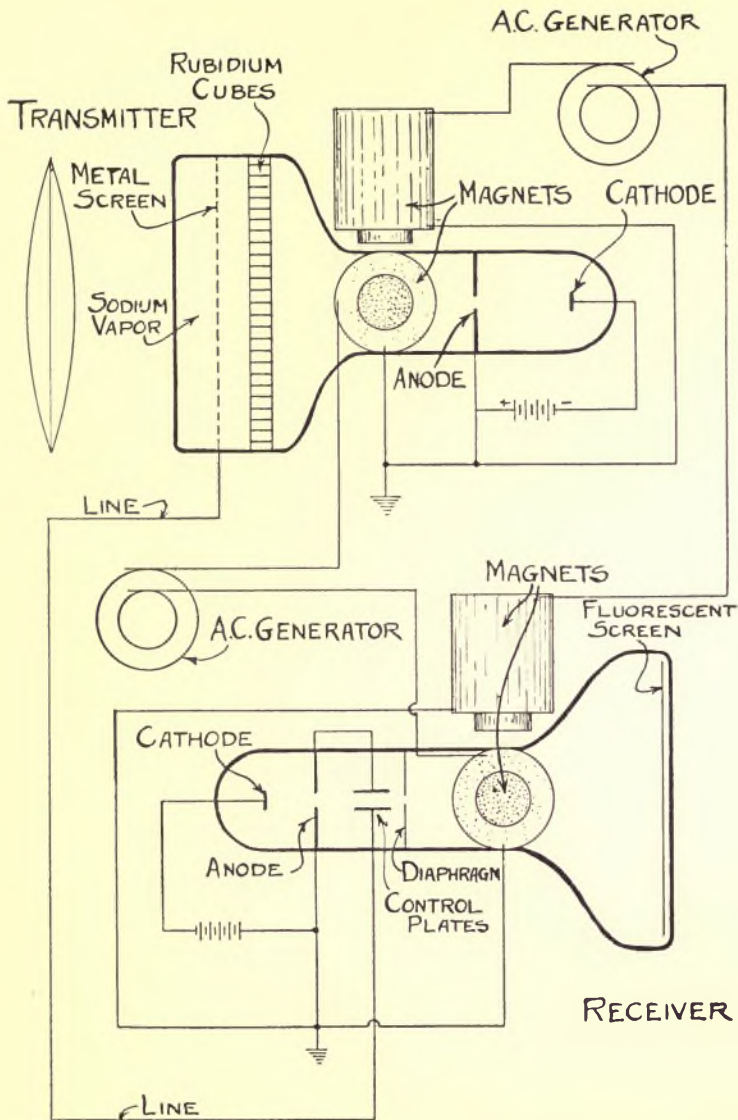 A.C. GENERATOR
RUBIDIUM
CUBES
TRANSMITTER
METAL
SCREEN
MAGNETS
CATHODE
SODIUM
VAPOR
ANODE
+
-
LINE
MAGNETS
A.C. GENERATOR
FLUORESCENT
SCREEN
CATHODE
ANODE
DIAPHRAGM
CONTROL
PLATES
RECEIVER
LINE